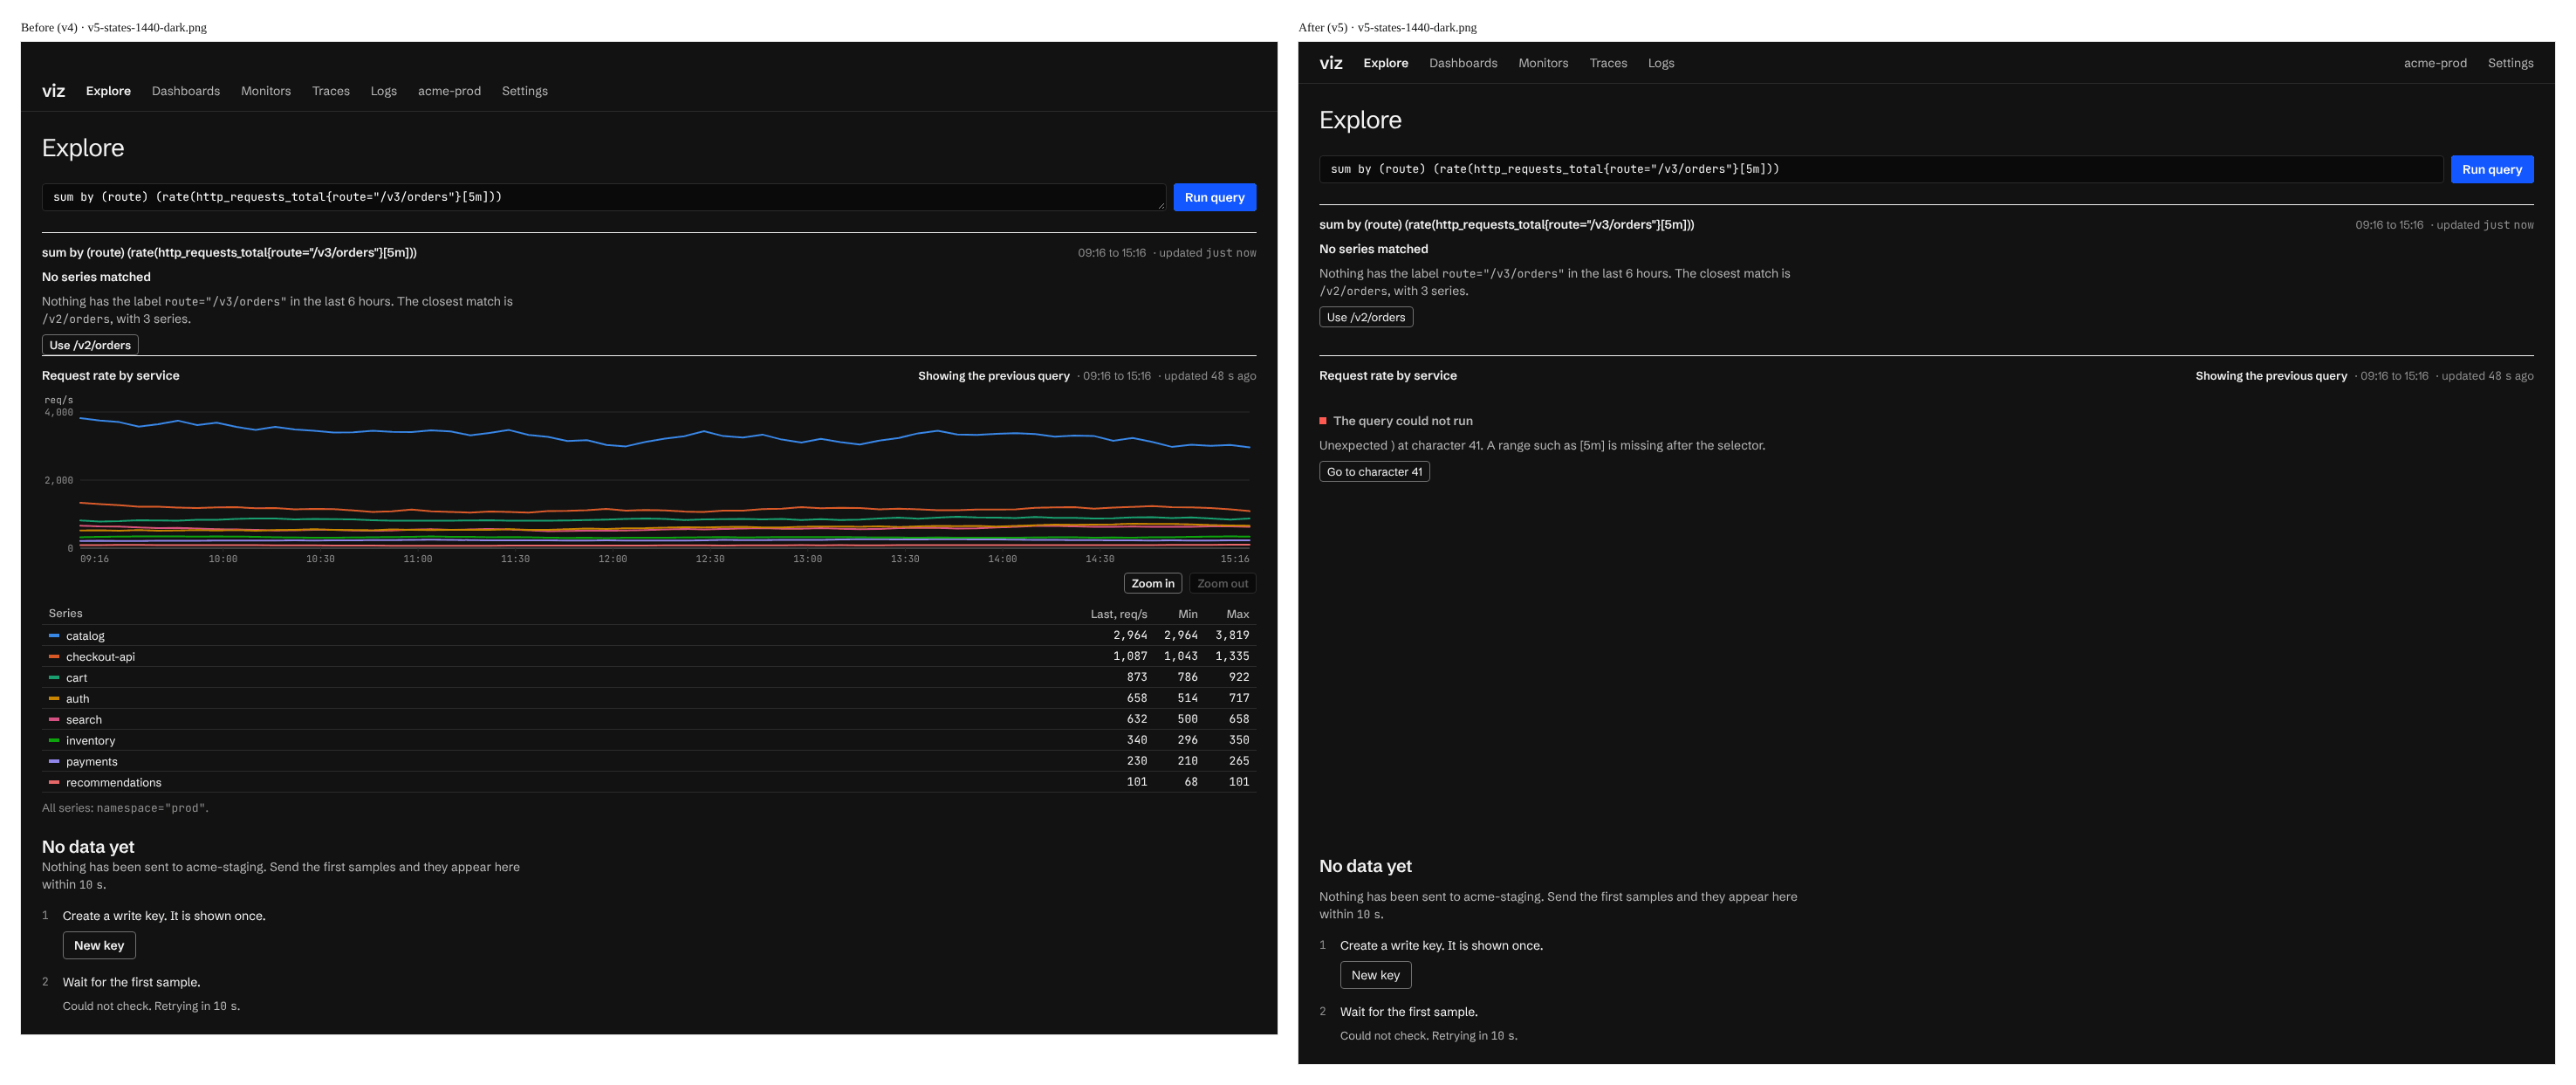 Before (v4) · v5-states-1440-dark.png
viz Explore Dashboards Monitors Traces Logs acme-prod Settings
Explore
sum by (route) (rate(http_requests_total{route="/v3/orders"}[5m]))
Run query
sum by (route) (rate(http_requests_total{route="/v3/orders"}[5m]))
09:16 to 15:16 · updated just now
No series matched
Nothing has the label route="/v3/orders" in the last 6 hours. The closest match is
/v2/orders, with 3 series.
Use /v2/orders
Request rate by service
Showing the previous query · 09:16 to 15:16 · updated 48 s ago
req/s
4,000
2,000
0
09:16 10:00 10:30 11:00 11:30 12:00 12:30 13:00 13:30 14:00 14:30 15:16
Zoom in Zoom out
Series Last, req/s Min Max
catalog 2,964 2,964 3,819
checkout-api 1,087 1,043 1,335
cart 873 786 922
auth 658 514 717
search 632 500 658
inventory 340 296 350
payments 230 210 265
recommendations 101 68 101
All series: namespace="prod".
No data yet
Nothing has been sent to acme-staging. Send the first samples and they appear here
within 10 s.
1 Create a write key. It is shown once.
New key
2 Wait for the first sample.
Could not check. Retrying in 10 s.
After (v5) · v5-states-1440-dark.png
viz Explore Dashboards Monitors Traces Logs acme-prod Settings
Explore
sum by (route) (rate(http_requests_total{route="/v3/orders"}[5m]))
Run query
sum by (route) (rate(http_requests_total{route="/v3/orders"}[5m]))
09:16 to 15:16 · updated just now
No series matched
Nothing has the label route="/v3/orders" in the last 6 hours. The closest match is
/v2/orders, with 3 series.
Use /v2/orders
Request rate by service
Showing the previous query · 09:16 to 15:16 · updated 48 s ago
The query could not run
Unexpected ) at character 41. A range such as [5m] is missing after the selector.
Go to character 41
No data yet
Nothing has been sent to acme-staging. Send the first samples and they appear here
within 10 s.
1 Create a write key. It is shown once.
New key
2 Wait for the first sample.
Could not check. Retrying in 10 s.